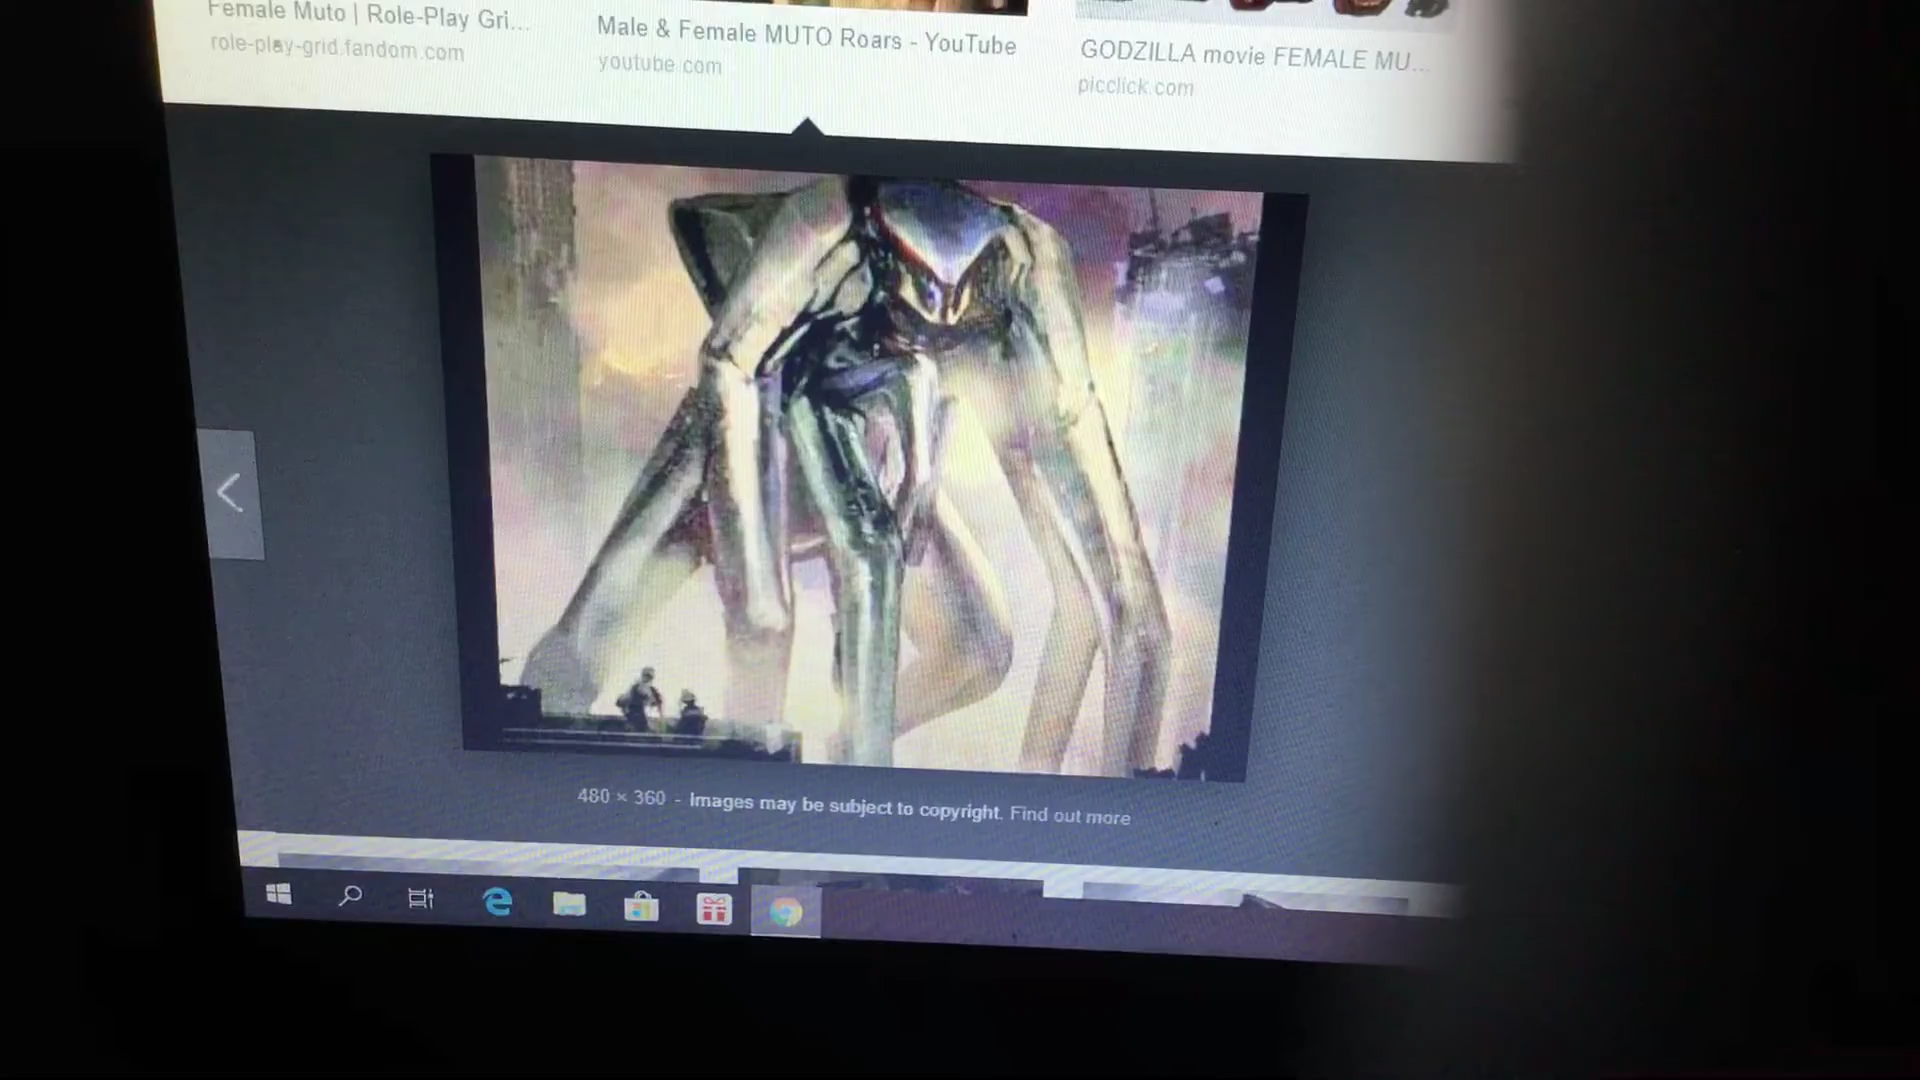 Female Muto | Role-Play Gri...
role-play-grid.fandom.com
Male & Female MUTO Roars - YouTube
youtube.com
GODZILLA movie FEMALE MU...
picclick.com
480 × 360 - Images may be subject to copyright. Find out more